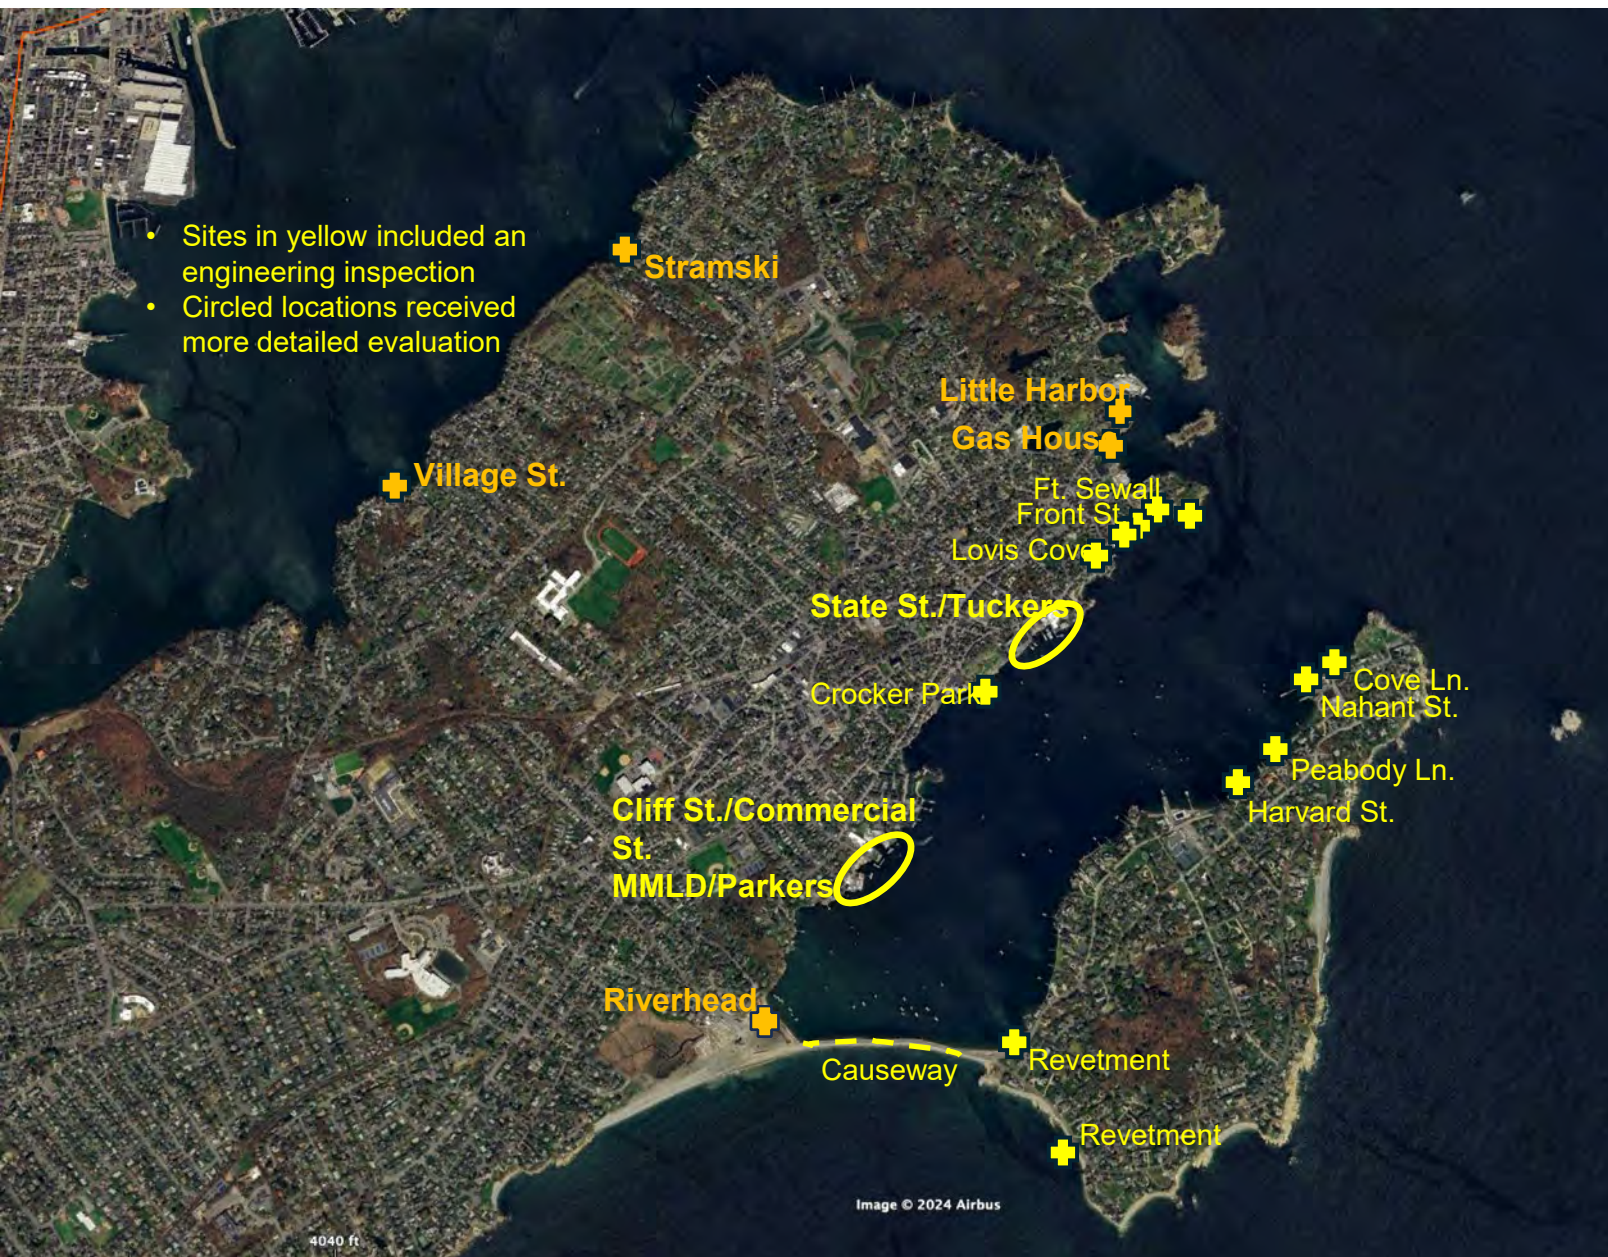 • Sites in yellow included an
engineering inspection
• Circled locations received
more detailed evaluation
Stramski
Little Harbor
Gas House
Village St.
Ft. Sewall
Front St.
Lovis Cove
State St./Tuckers
Crocker Park
Cove Ln.
Nahant St.
Peabody Ln.
Harvard St.
Cliff St./Commercial
St.
MMLD/Parkers
Riverhead
Revetment
Causeway
Revetment
Image © 2024 Airbus
4040 ft